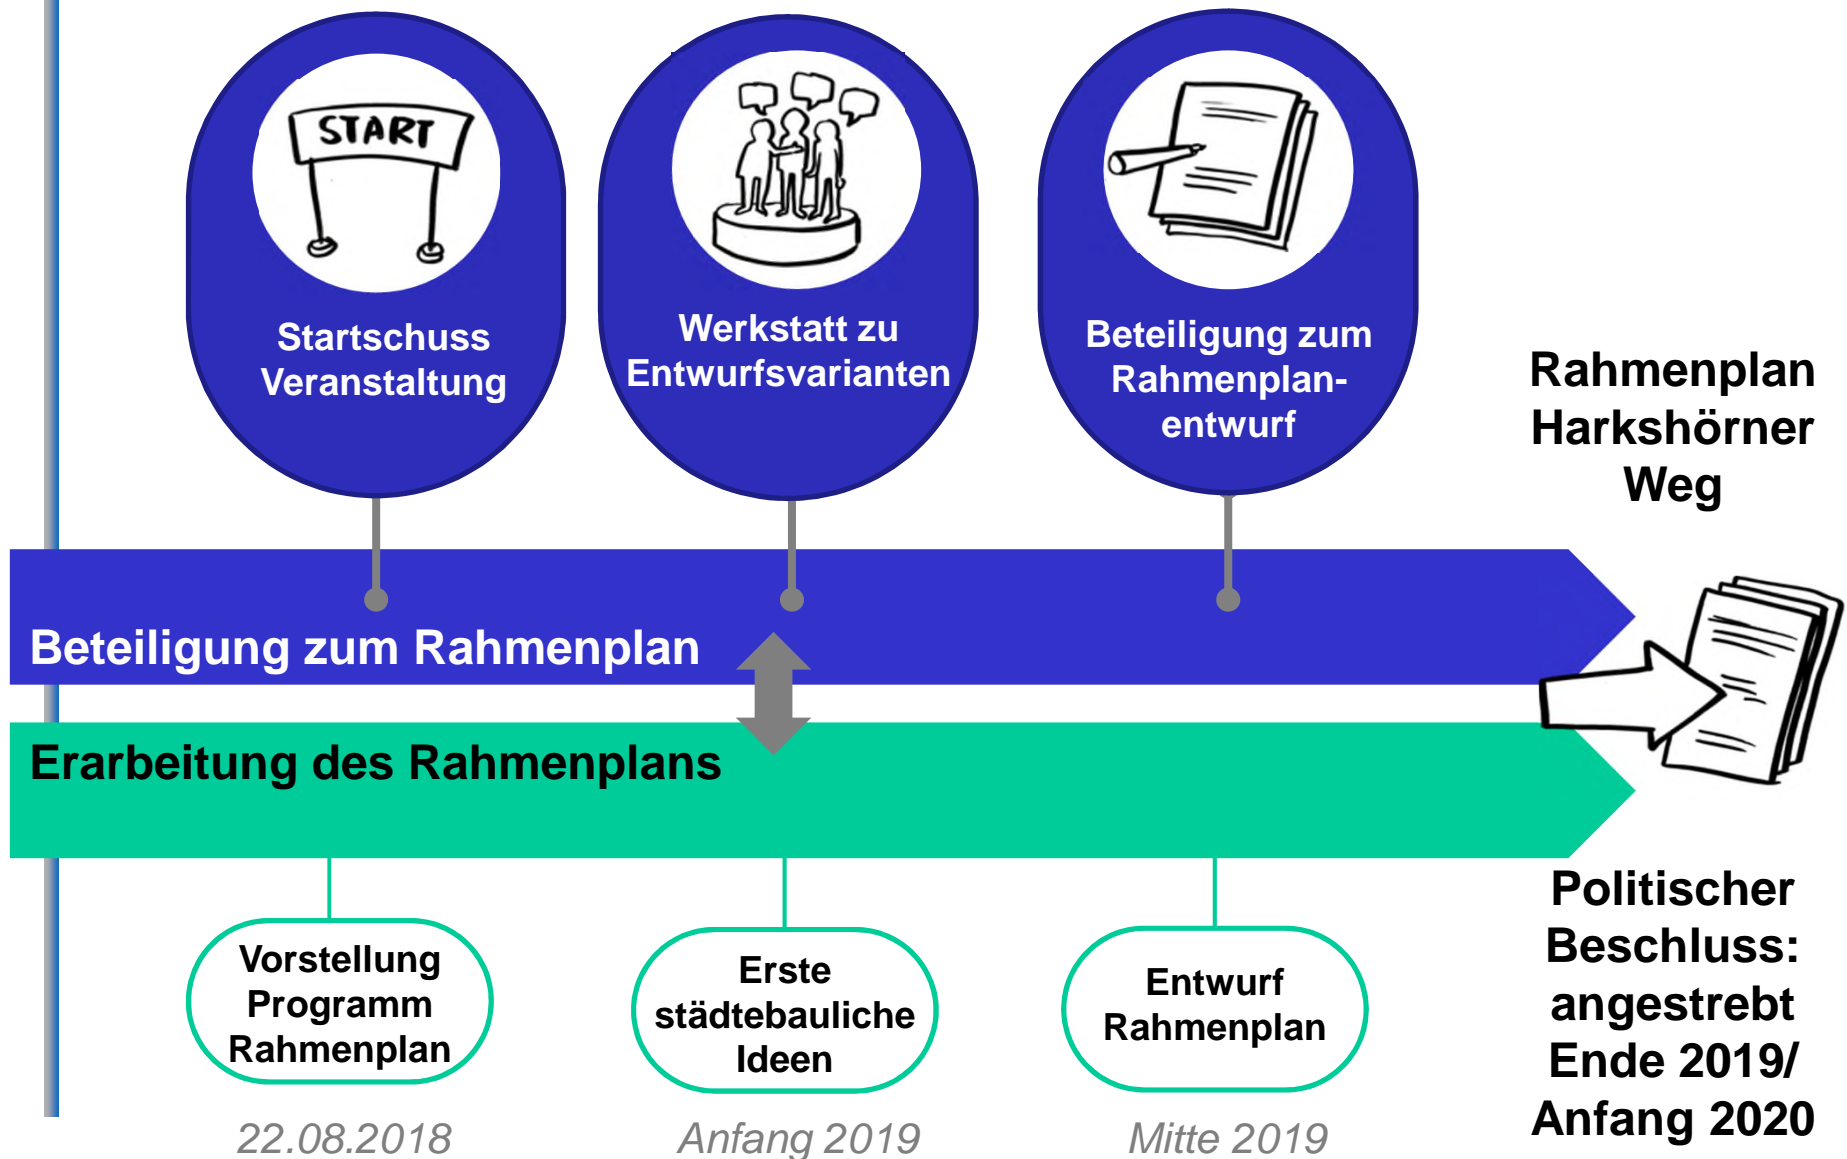 START
Startschuss
Veranstaltung
Werkstatt zu
Entwurfsvarianten
Beteiligung zum
Rahmenplan-
entwurf
Rahmenplan
Harkshörner
Weg
Beteiligung zum Rahmenplan
Erarbeitung des Rahmenplans
Vorstellung
Programm
Rahmenplan
Erste
städtebauliche
Ideen
Entwurf
Rahmenplan
Politischer
Beschluss:
angestrebt
Ende 2019/
Anfang 2020
22.08.2018
Anfang 2019
Mitte 2019